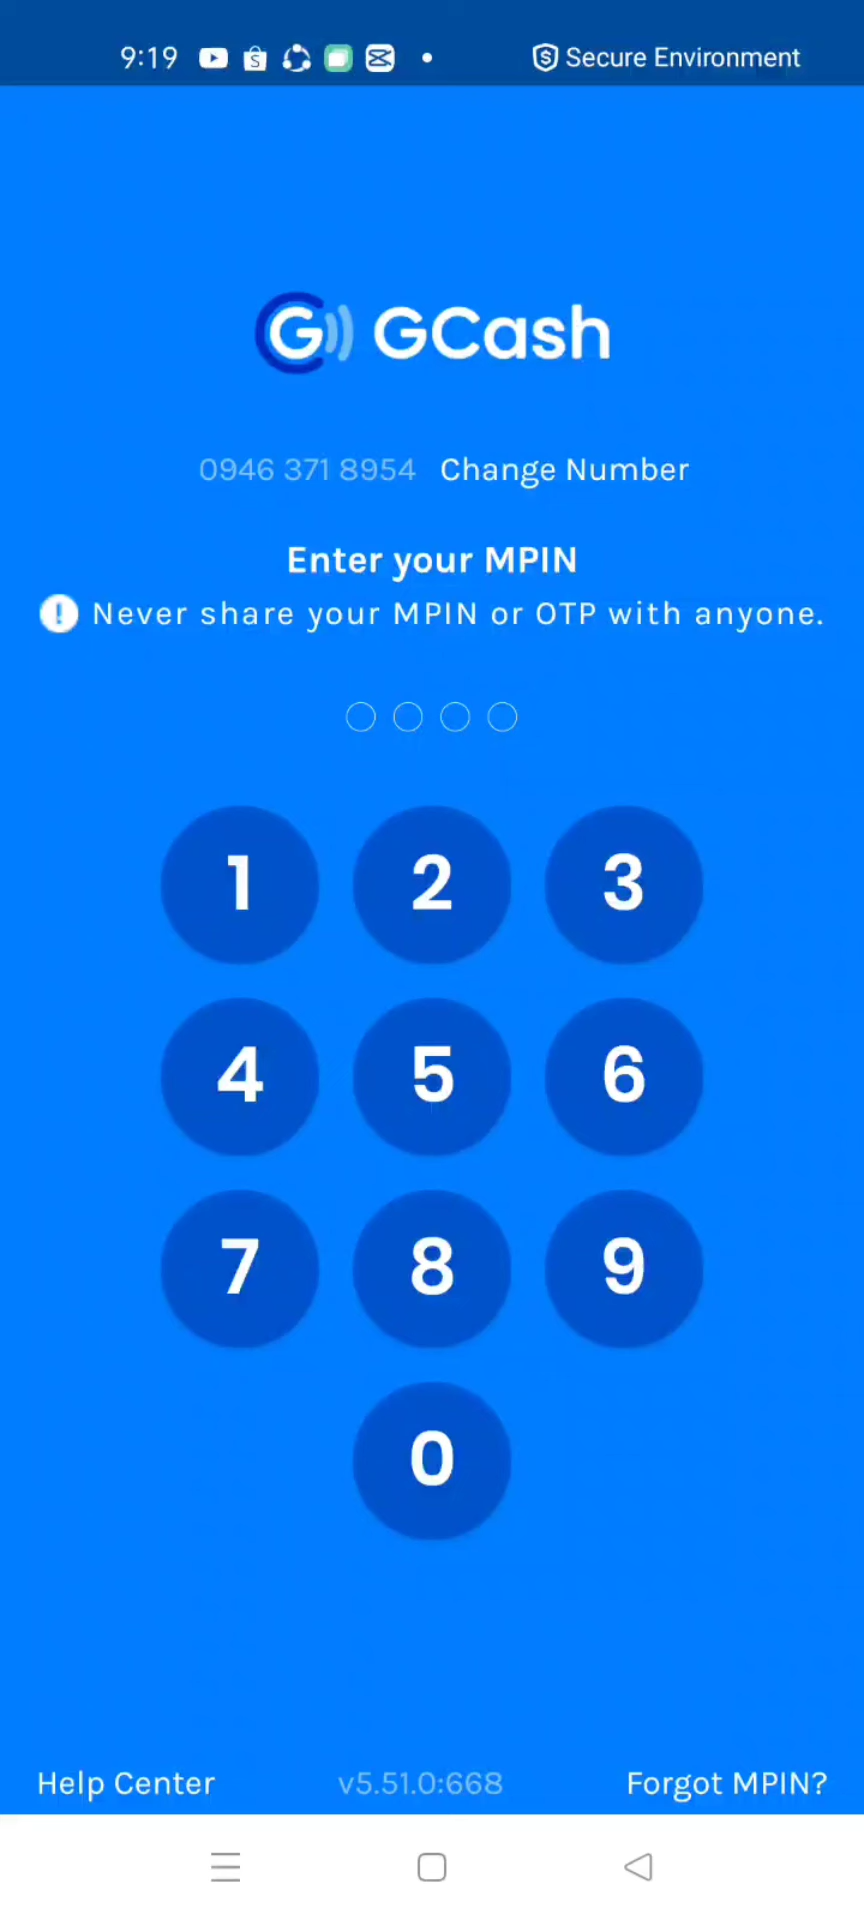 9:19 Secure Environment
GCash
0946 371 8954 Change Number
Enter your MPIN
! Never share your MPIN or OTP with anyone.
1 2 3
4 5 6
7 8 9
0
Help Center v5.51.0:668 Forgot MPIN?